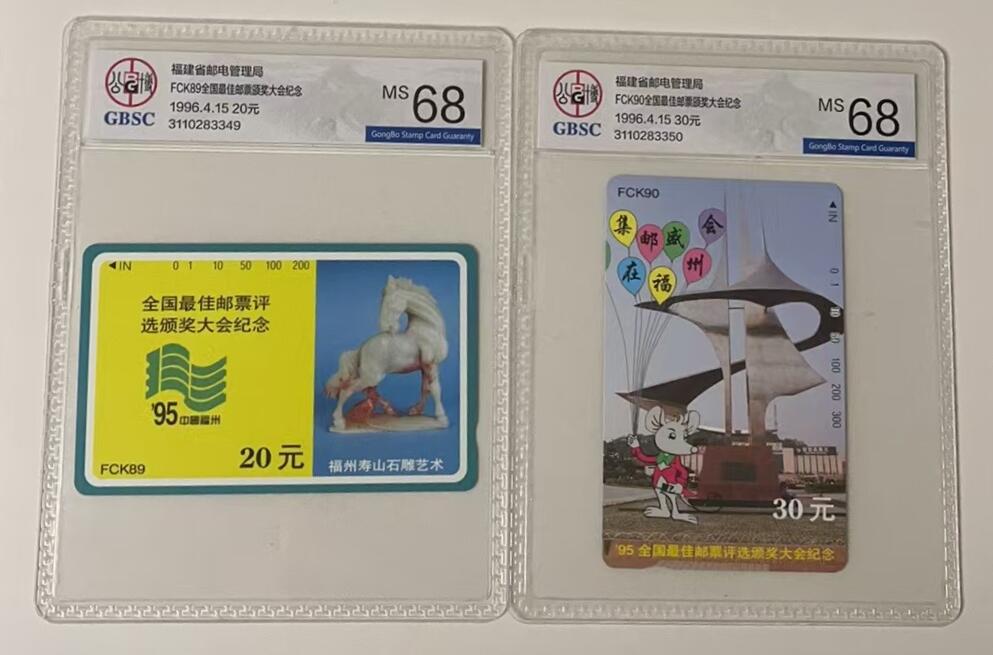 福建省邮电管理局
FCK89全国最佳邮票颁奖大会纪念
1996.4.15 20元
3110283349
GBSC
MS 68
GongBo Stamp Card Guaranty
◀IN 0 1 10 50 100 200
全国最佳邮票评
选颁奖大会纪念
'95中國福州
FCK89
20元
福州寿山石雕艺术
福建省邮电管理局
FCK90全国最佳邮票颁奖大会纪念
1996.4.15 30元
3110283350
GBSC
MS 68
GongBo Stamp Card Guaranty
FCK90
◀IN 0 1 10 50 100 200 300
集邮盛会
在福州
30元
'95 全国最佳邮票评选颁奖大会纪念